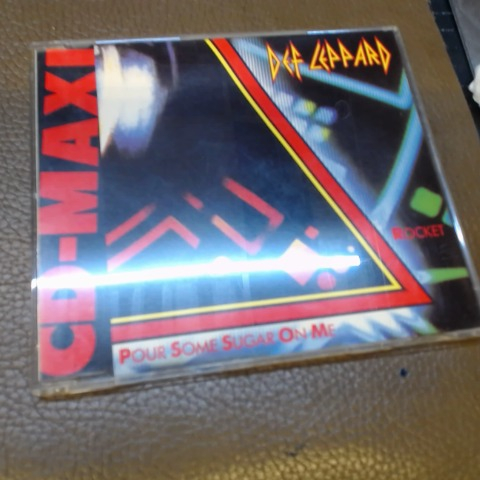 CD-MAXI
DEF LEPPARD
ROCKET
POUR SOME SUGAR ON ME